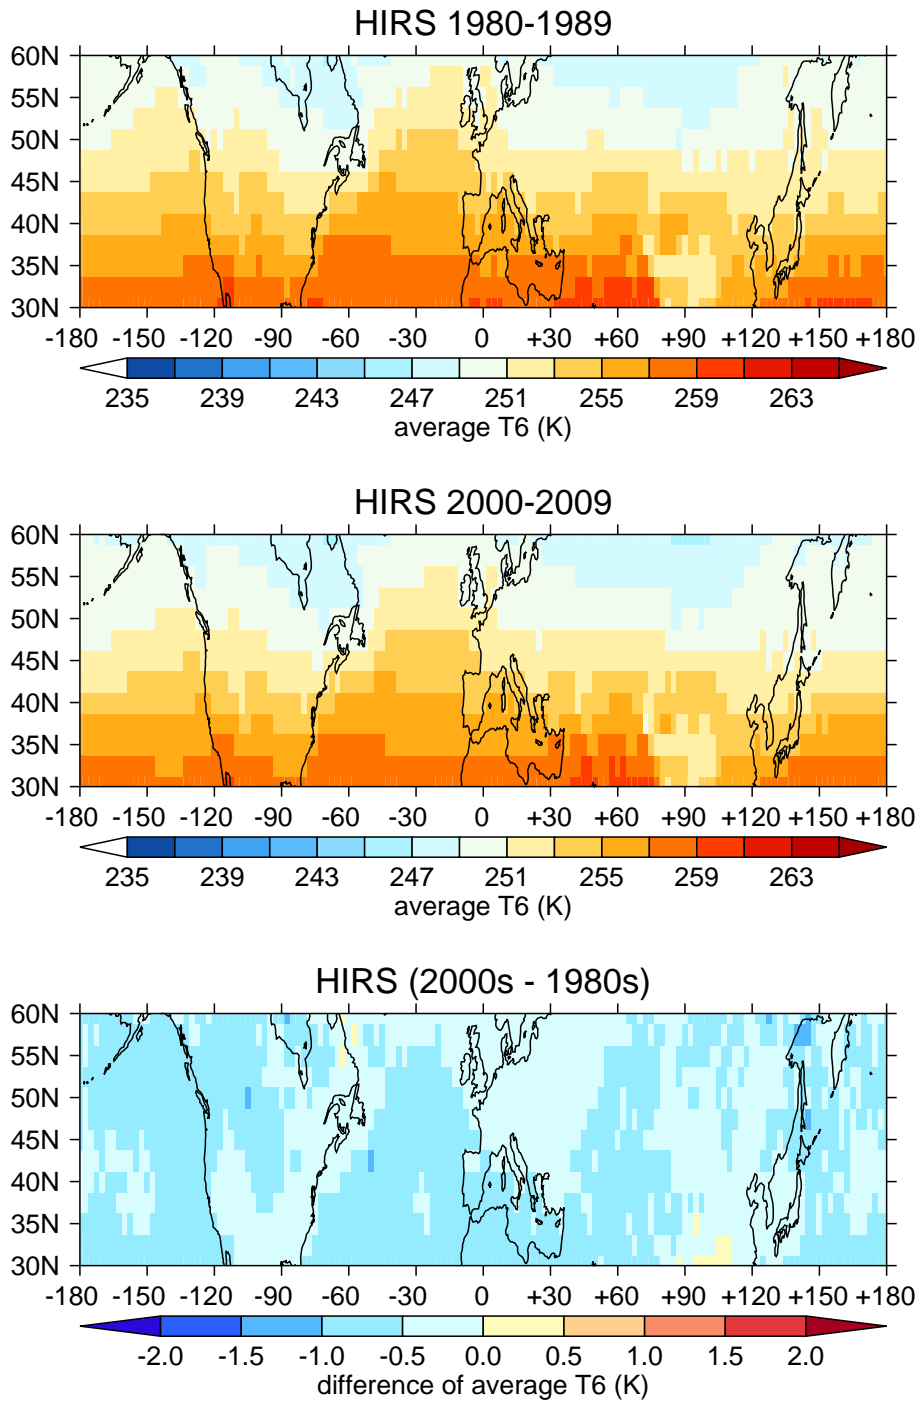 HIRS 1980-1989
60N
55N
50N
45N
40N
35N
30N
-180 -150 -120 -90 -60 -30 0 +30 +60 +90 +120 +150 +180
235 239 243 247 251 255 259 263
average T6 (K)
HIRS 2000-2009
60N
55N
50N
45N
40N
35N
30N
-180 -150 -120 -90 -60 -30 0 +30 +60 +90 +120 +150 +180
235 239 243 247 251 255 259 263
average T6 (K)
HIRS (2000s - 1980s)
60N
55N
50N
45N
40N
35N
30N
-180 -150 -120 -90 -60 -30 0 +30 +60 +90 +120 +150 +180
-2.0 -1.5 -1.0 -0.5 0.0 0.5 1.0 1.5 2.0
difference of average T6 (K)